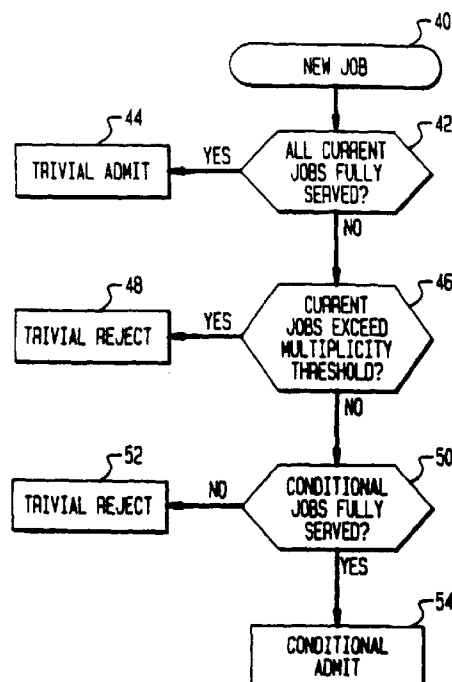 40
NEW JOB
44
42
TRIVIAL ADMIT
YES
ALL CURRENT
JOBS FULLY
SERVED?
NO
48
46
TRIVIAL REJECT
YES
CURRENT
JOBS EXCEED
MULTIPLICITY
THRESHOLD?
NO
52
50
TRIVIAL REJECT
NO
CONDITIONAL
JOBS FULLY
SERVED?
YES
54
CONDITIONAL
ADMIT